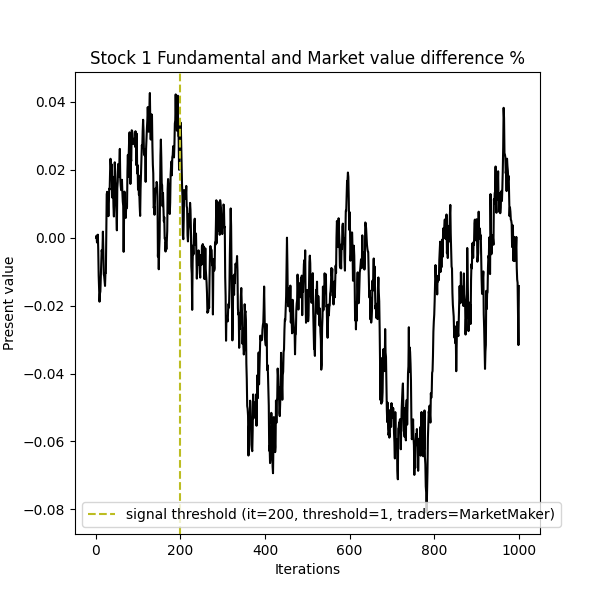 Stock 1 Fundamental and Market value difference %
Present value
0.04
0.02
0.00
−0.02
−0.04
−0.06
−0.08
signal threshold (it=200, threshold=1, traders=MarketMaker)
0 200 400 600 800 1000
Iterations